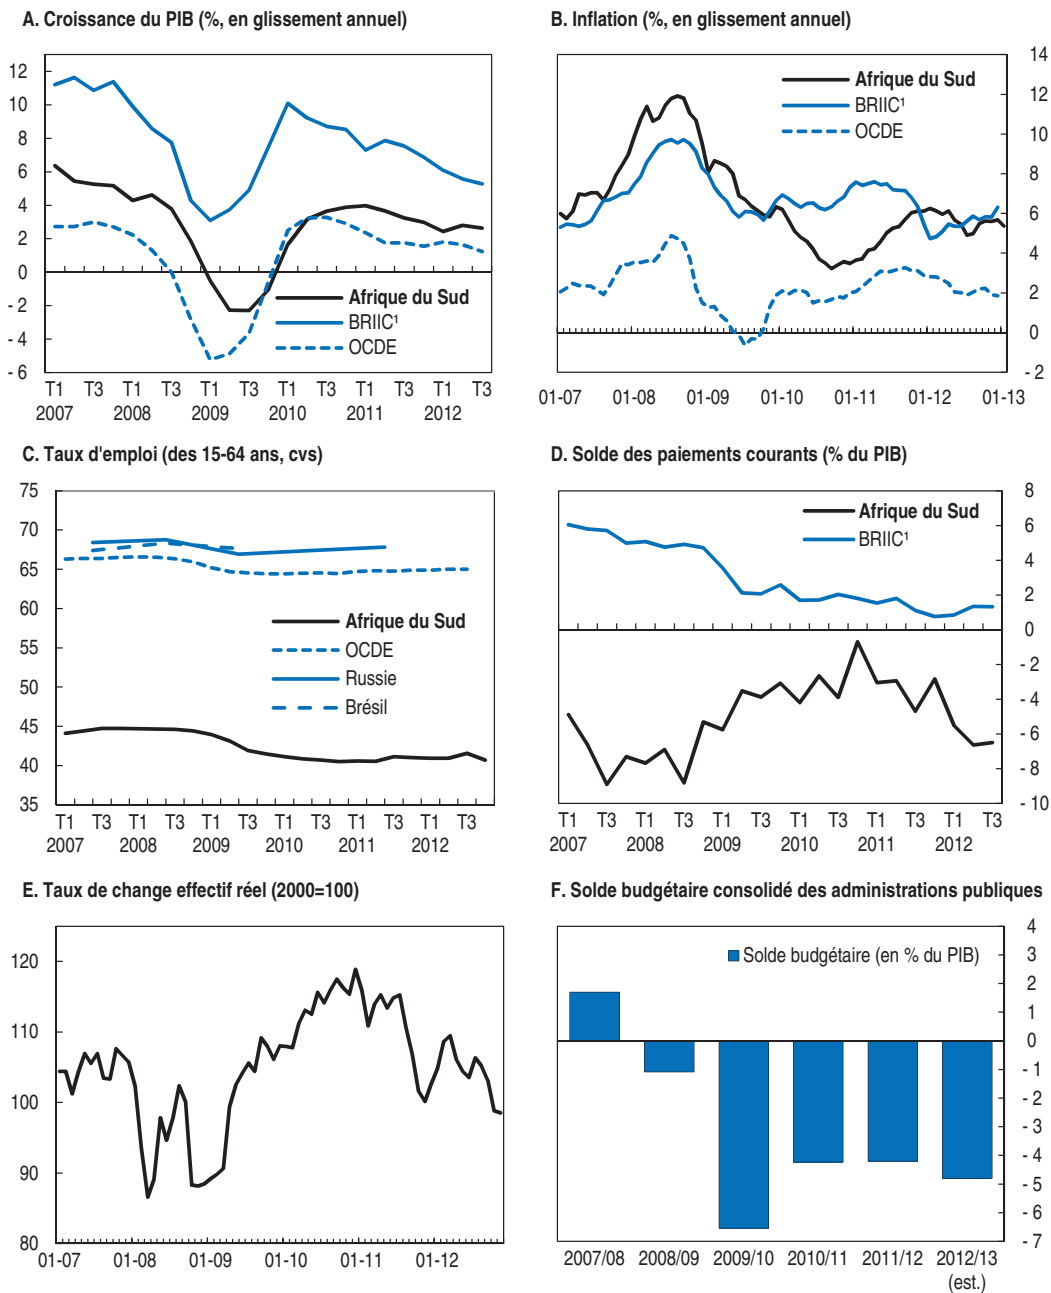 A. Croissance du PIB (%, en glissement annuel)
12
10
8
6
4
2
0
- 2
- 4
- 6
Afrique du Sud
BRIIC¹
OCDE
T1 T3 T1 T3 T1 T3 T1 T3 T1 T3 T1 T3
2007 2008 2009 2010 2011 2012
B. Inflation (%, en glissement annuel)
14
12
10
8
6
4
2
0
- 2
Afrique du Sud
BRIIC¹
OCDE
01-07 01-08 01-09 01-10 01-11 01-12 01-13
C. Taux d'emploi (des 15-64 ans, cvs)
75
70
65
60
55
50
45
40
35
Afrique du Sud
OCDE
Russie
Brésil
T1 T3 T1 T3 T1 T3 T1 T3 T1 T3 T1 T3
2007 2008 2009 2010 2011 2012
D. Solde des paiements courants (% du PIB)
8
6
4
2
0
- 2
- 4
- 6
- 8
- 10
Afrique du Sud
BRIIC¹
T1 T3 T1 T3 T1 T3 T1 T3 T1 T3 T1 T3
2007 2008 2009 2010 2011 2012
E. Taux de change effectif réel (2000=100)
120
110
100
90
80
01-07 01-08 01-09 01-10 01-11 01-12
F. Solde budgétaire consolidé des administrations publiques
4
3
2
1
0
- 1
- 2
- 3
- 4
- 5
- 6
- 7
Solde budgétaire (en % du PIB)
2007/08 2008/09 2009/10 2010/11 2011/12 2012/13
(est.)